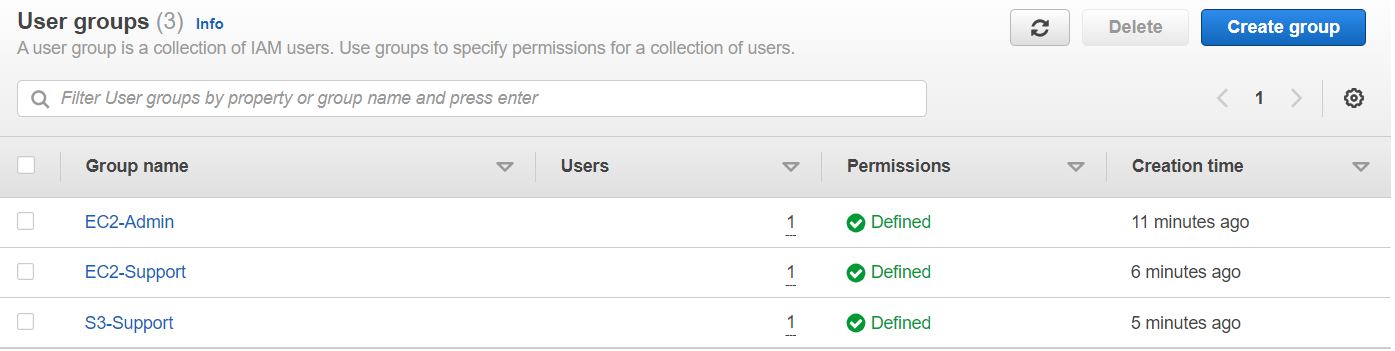 User groups (3) Info
A user group is a collection of IAM users. Use groups to specify permissions for a collection of users.
Delete
Create group
Filter User groups by property or group name and press enter
1
Group name Users Permissions Creation time
EC2-Admin 1 Defined 11 minutes ago
EC2-Support 1 Defined 6 minutes ago
S3-Support 1 Defined 5 minutes ago